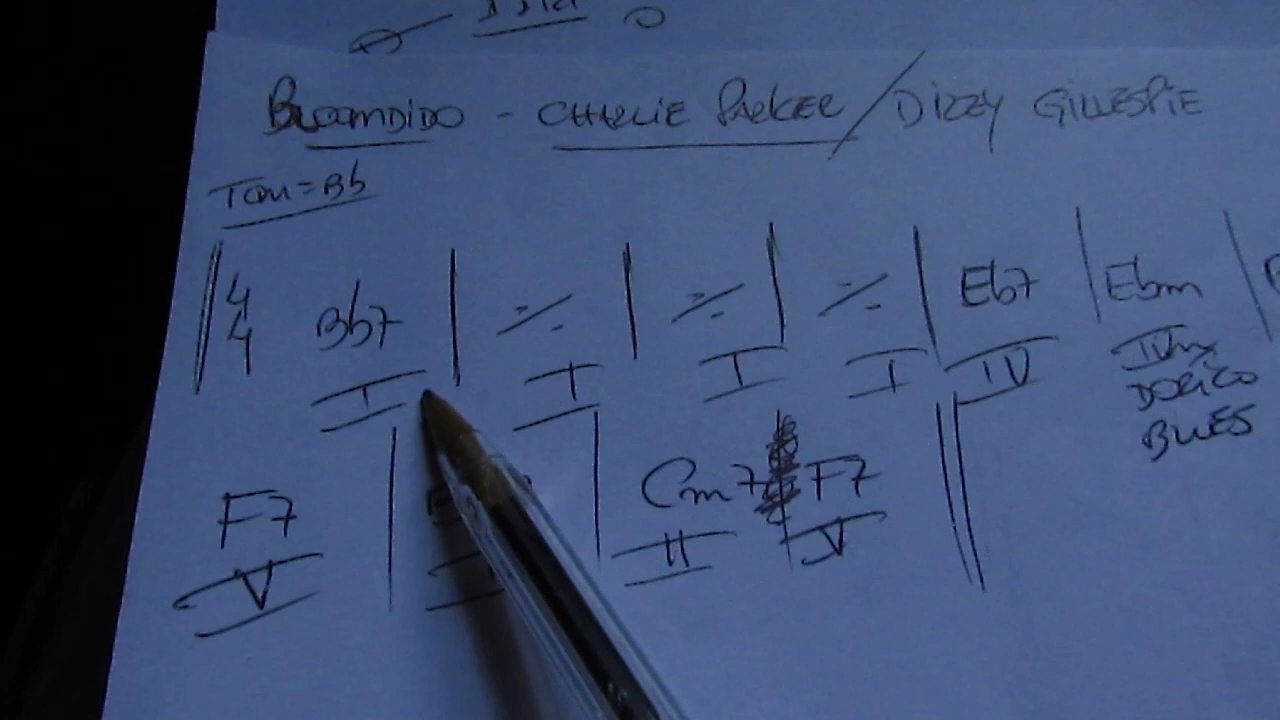 Bloomdido - CHARLIE PARKER / DIZZY GILLESPIE
Tom = Bb
4/4 Bb7 | ٪ | ٪ | ٪ | Eb7 | Ebm |
I I I I IV IVm
DORICO
BLUES
F7 | | Cm7 F7 ||
V II V